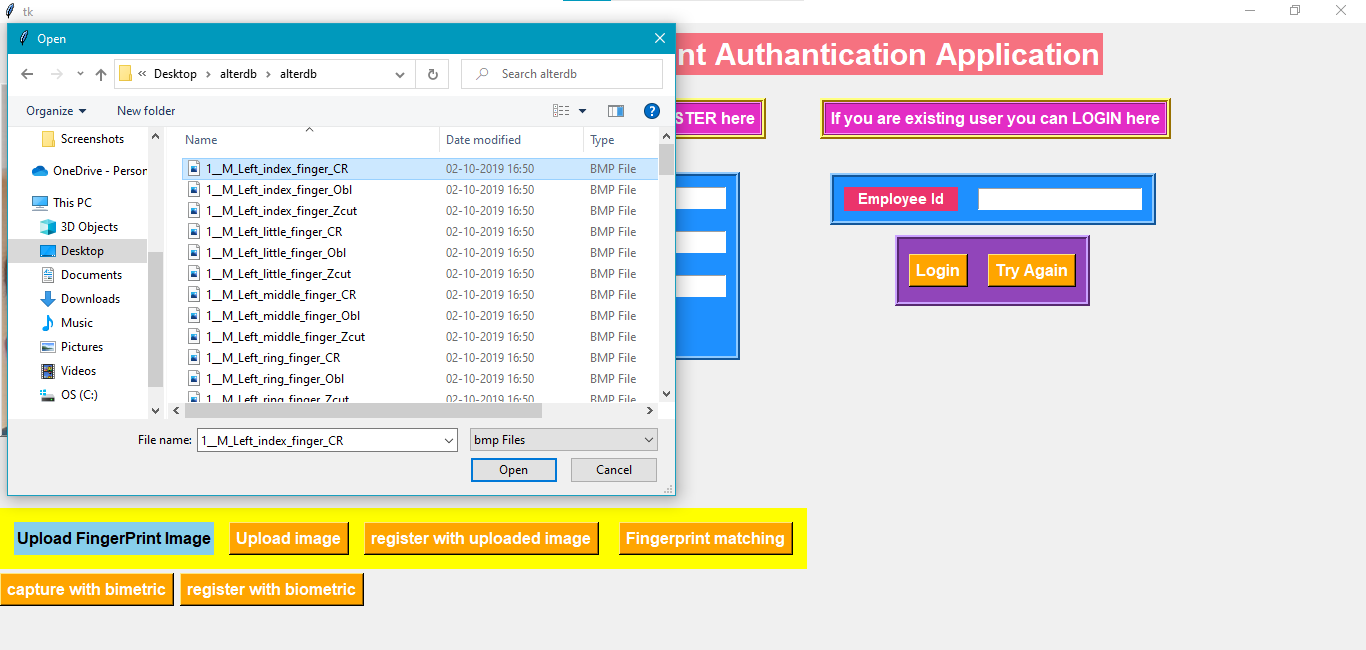 tk
Open
nt Authantication Application
« Desktop › alterdb › alterdb
Search alterdb
STER here
If you are existing user you can LOGIN here
Organize
New folder
?
Screenshots
OneDrive - Person
This PC
3D Objects
Desktop
Documents
Downloads
Music
Pictures
Videos
OS (C:)
Name Date modified Type
1__M_Left_index_finger_CR 02-10-2019 16:50 BMP File
1__M_Left_index_finger_Obl 02-10-2019 16:50 BMP File
1__M_Left_index_finger_Zcut 02-10-2019 16:50 BMP File
1__M_Left_little_finger_CR 02-10-2019 16:50 BMP File
1__M_Left_little_finger_Obl 02-10-2019 16:50 BMP File
1__M_Left_little_finger_Zcut 02-10-2019 16:50 BMP File
1__M_Left_middle_finger_CR 02-10-2019 16:50 BMP File
1__M_Left_middle_finger_Obl 02-10-2019 16:50 BMP File
1__M_Left_middle_finger_Zcut 02-10-2019 16:50 BMP File
1__M_Left_ring_finger_CR 02-10-2019 16:50 BMP File
1__M_Left_ring_finger_Obl 02-10-2019 16:50 BMP File
1__M_Left_ring_finger_Zcut 02-10-2019 16:50 BMP File
File name: 1__M_Left_index_finger_CR
bmp Files
Open
Cancel
Employee Id
Login
Try Again
Upload FingerPrint Image
Upload image
register with uploaded image
Fingerprint matching
capture with bimetric
register with biometric